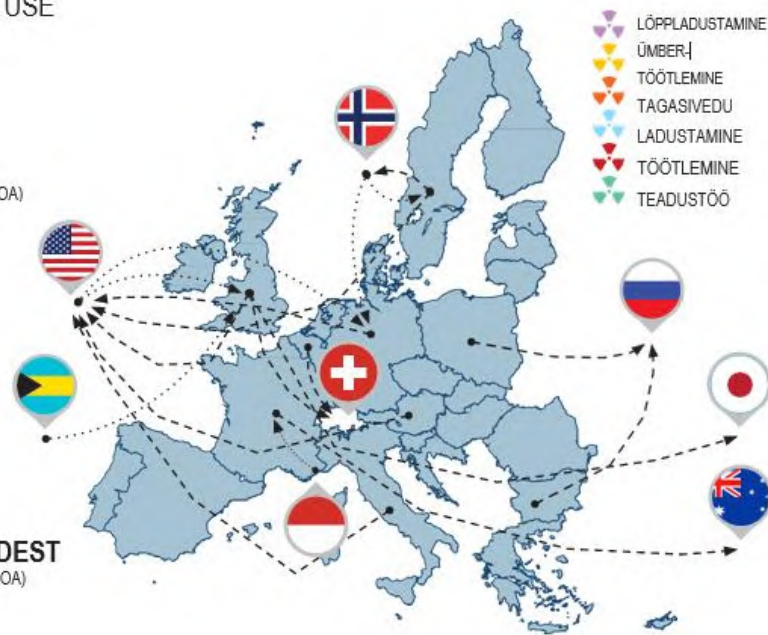 USE
LÕPPLADUSTAMINE
ÜMBER-
TÖÖTLEMINE
TAGASIVEDU
LADUSTAMINE
TÖÖTLEMINE
TEADUSTÖÖ
OA)
DEST
OA)